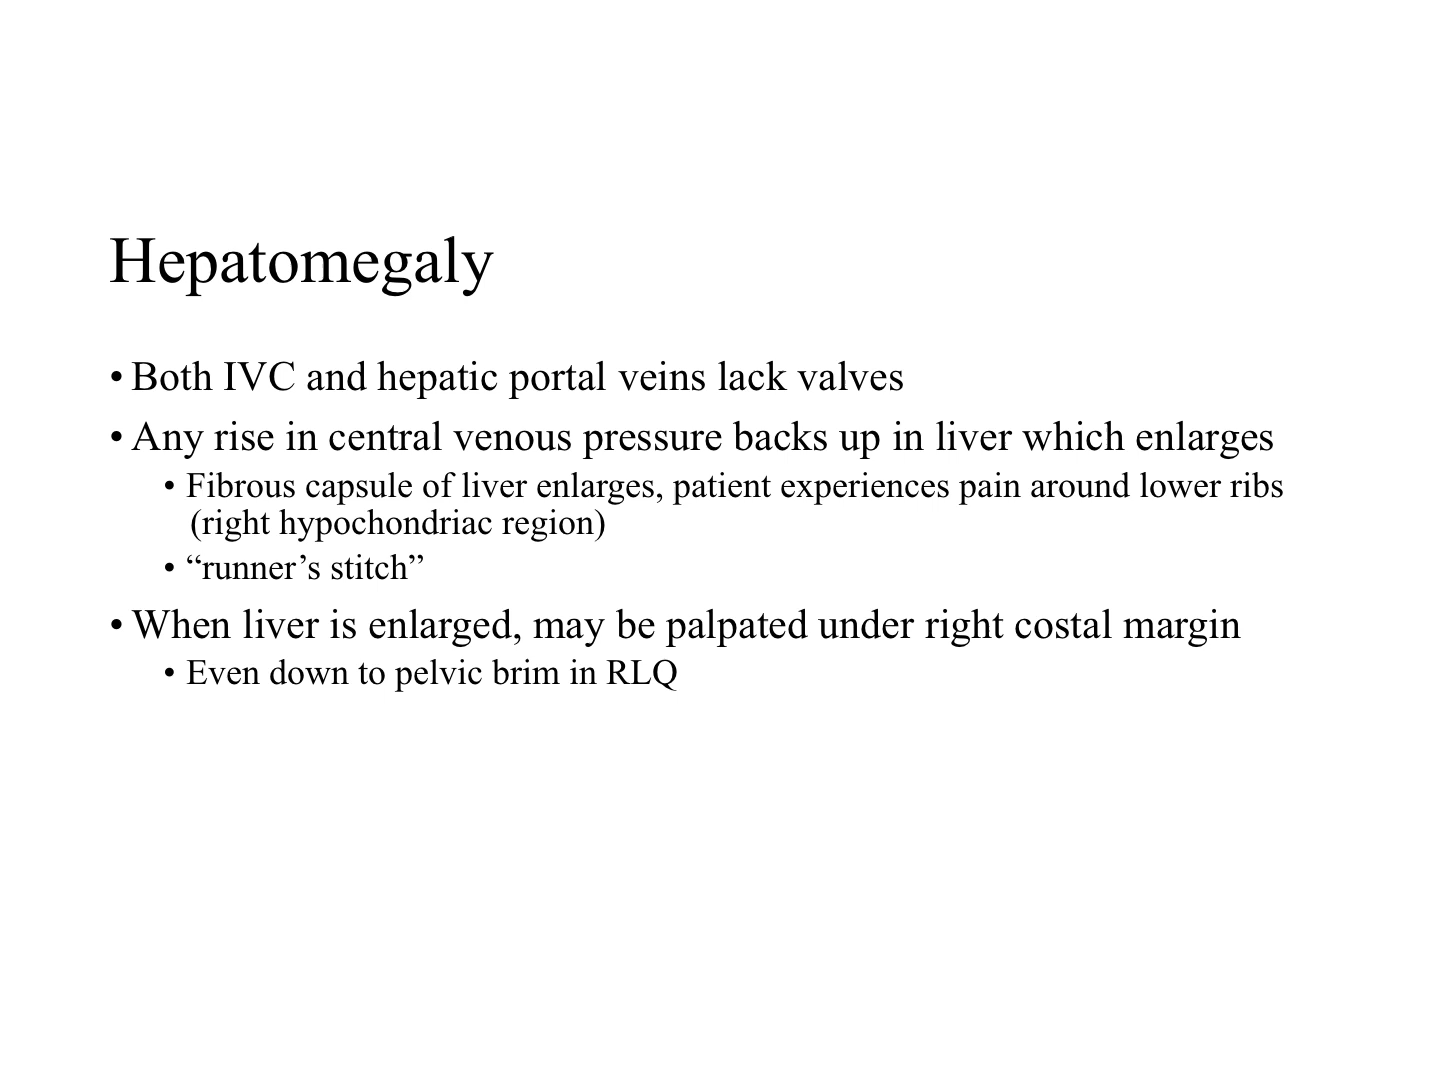 Hepatomegaly
• Both IVC and hepatic portal veins lack valves
• Any rise in central venous pressure backs up in liver which enlarges
• Fibrous capsule of liver enlarges, patient experiences pain around lower ribs
(right hypochondriac region)
• “runner’s stitch”
• When liver is enlarged, may be palpated under right costal margin
• Even down to pelvic brim in RLQ